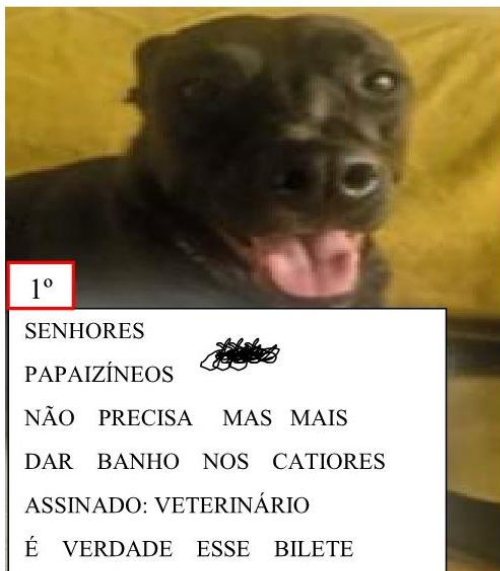 1º
SENHORES
PAPAIZÍNEOS
NÃO PRECISA MAS MAIS
DAR BANHO NOS CATIORES
ASSINADO: VETERINÁRIO
É VERDADE ESSE BILETE